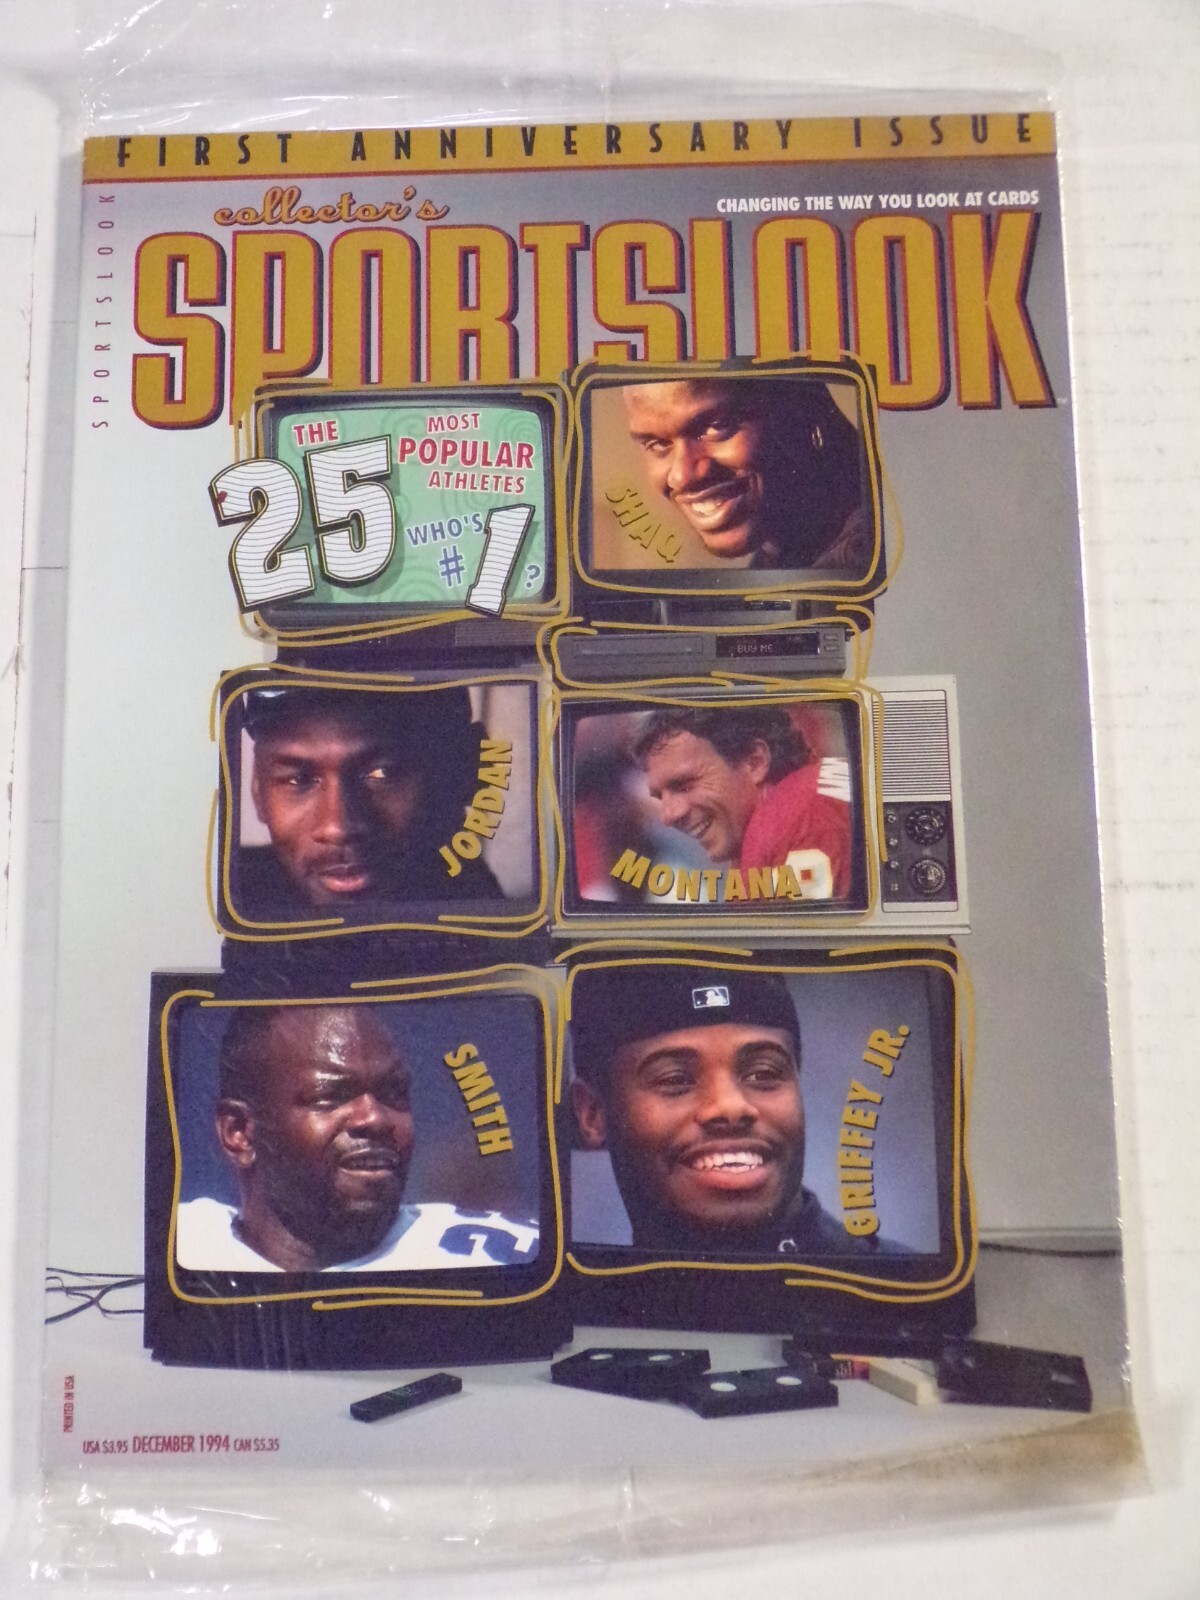 FIRST ANNIVERSARY ISSUE
SPORTSLOOK
CHANGING THE WAY YOU LOOK AT CARDS
collector's
SPORTSLOOK
THE
25
MOST
POPULAR
ATHLETES
WHO'S
#1?
SHAQ
BUY ME
JORDAN
MON
MONTANA
SMITH
2
GRIFFEY JR.
PRINTED IN USA
USA $3.95 DECEMBER 1994 CAN $5.35